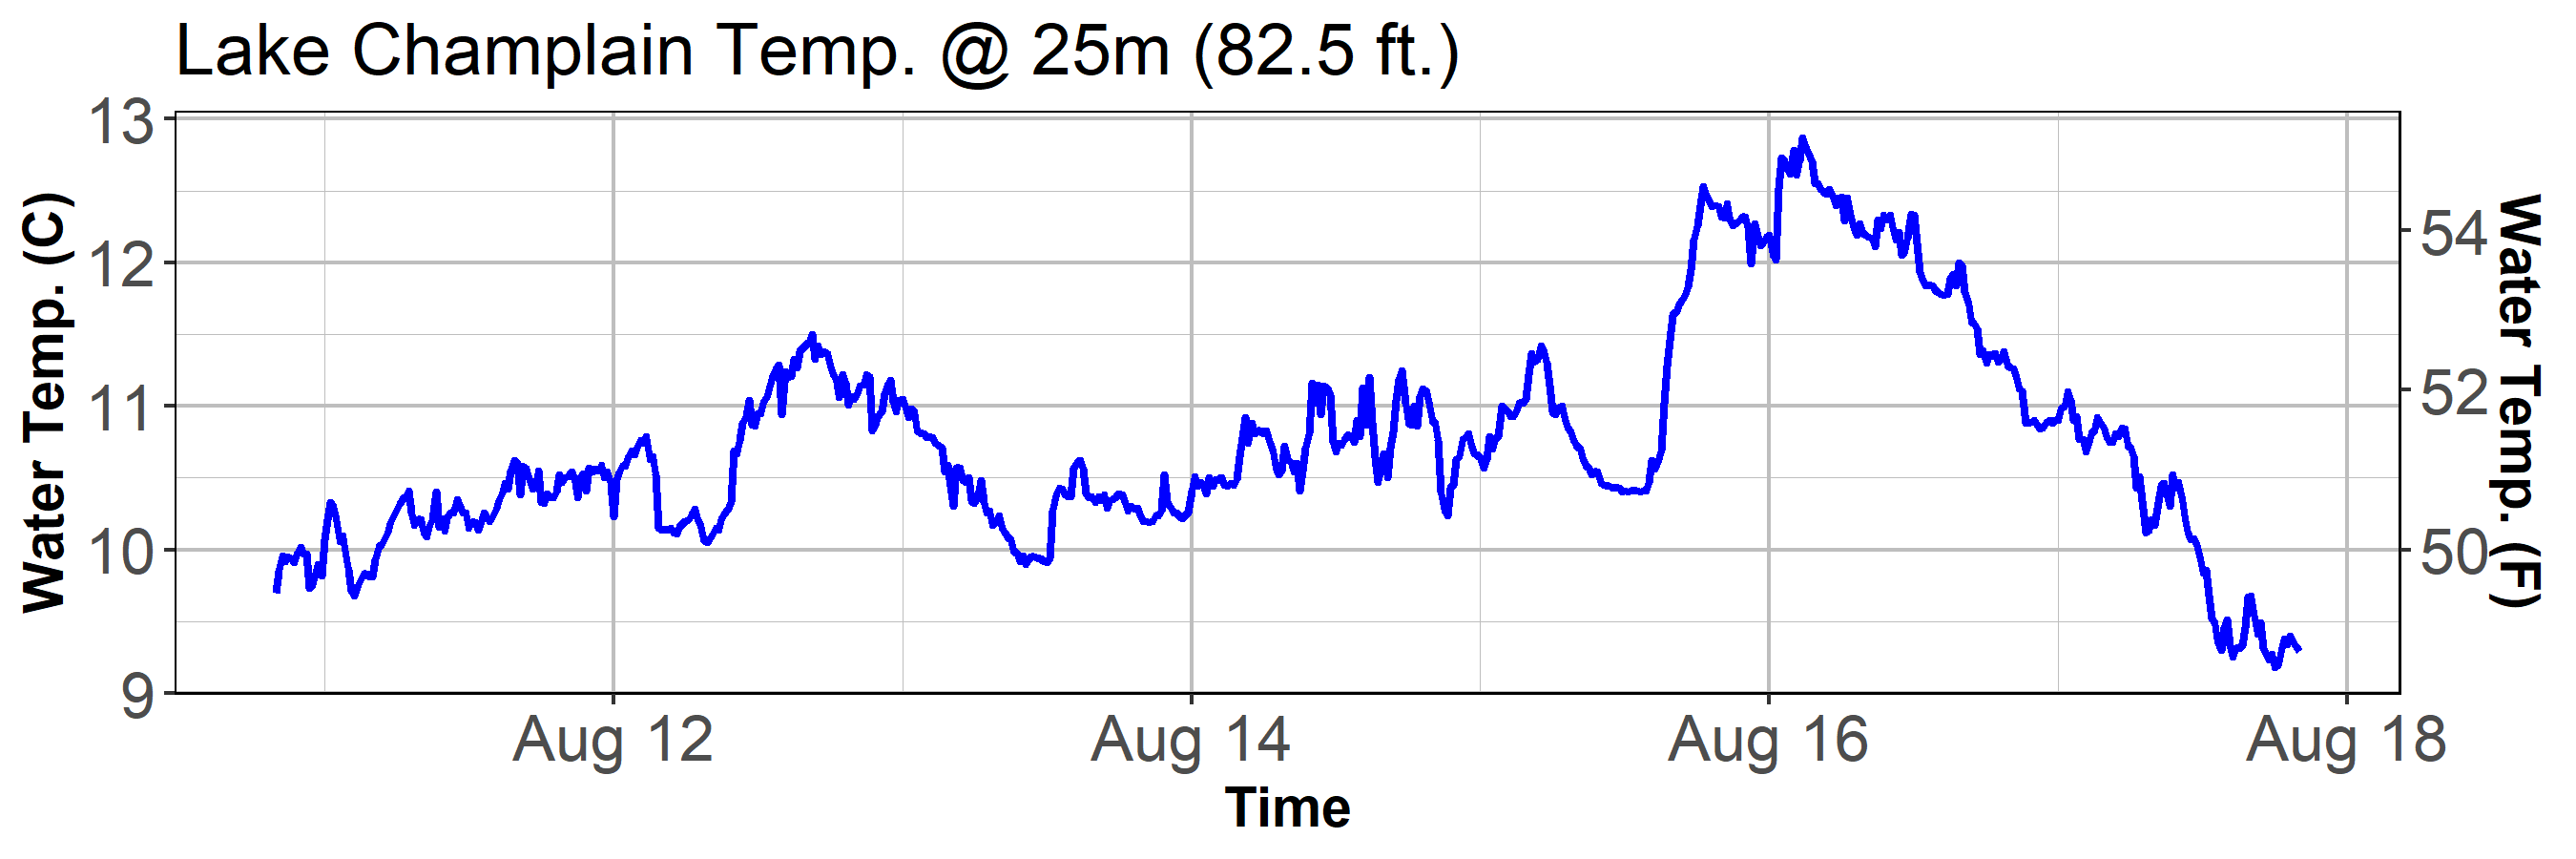 Lake Champlain Temp. @ 25m (82.5 ft.)
Water Temp. (C)
13
12
11
10
9
54
52
50
Water Temp. (F)
Aug 12 Aug 14 Aug 16 Aug 18
Time